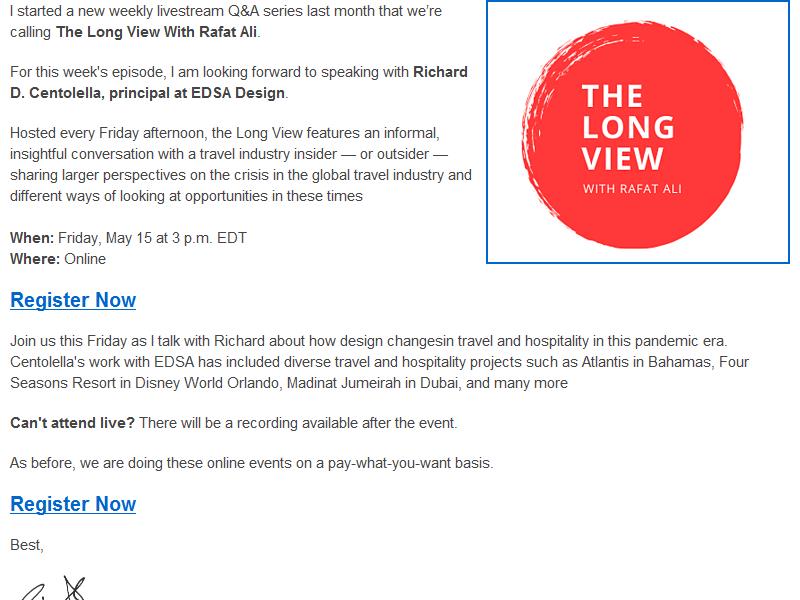 I started a new weekly livestream Q&A series last month that we're
calling The Long View With Rafat Ali.
For this week's episode, I am looking forward to speaking with Richard
D. Centolella, principal at EDSA Design.
Hosted every Friday afternoon, the Long View features an informal,
insightful conversation with a travel industry insider — or outsider —
sharing larger perspectives on the crisis in the global travel industry and
different ways of looking at opportunities in these times
When: Friday, May 15 at 3 p.m. EDT
Where: Online
THE
LONG
VIEW
WITH RAFAT ALI
Register Now
Join us this Friday as I talk with Richard about how design changesin travel and hospitality in this pandemic era.
Centolella's work with EDSA has included diverse travel and hospitality projects such as Atlantis in Bahamas, Four
Seasons Resort in Disney World Orlando, Madinat Jumeirah in Dubai, and many more
Can't attend live? There will be a recording available after the event.
As before, we are doing these online events on a pay-what-you-want basis.
Register Now
Best,